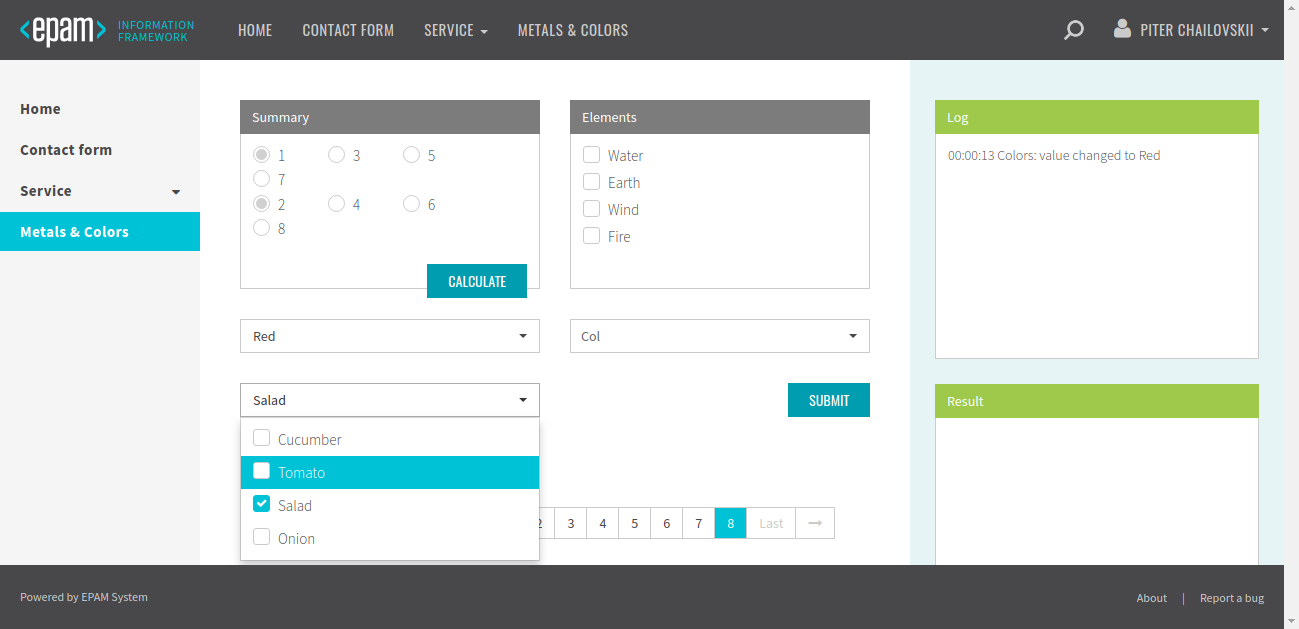 <epam> INFORMATION
FRAMEWORK
HOME CONTACT FORM SERVICE METALS & COLORS PITER CHAILOVSKII
Home
Contact form
Service
Metals & Colors
Summary
1 3 5
7
2 4 6
8
CALCULATE
Elements
Water
Earth
Wind
Fire
Red
Col
Salad
SUBMIT
Cucumber
Tomato
Salad
Onion
2 3 4 5 6 7 8 Last →
Log
00:00:13 Colors: value changed to Red
Result
Powered by EPAM System
About | Report a bug